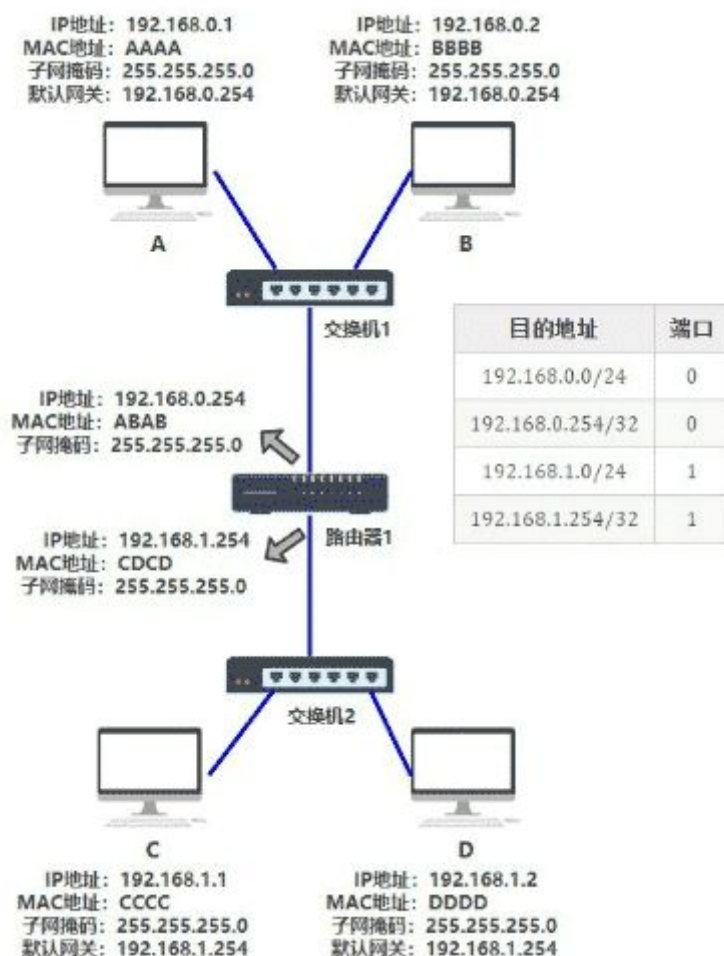 IP地址：192.168.0.1
MAC地址：AAAA
子网掩码：255.255.255.0
默认网关：192.168.0.254
IP地址：192.168.0.2
MAC地址：BBBB
子网掩码：255.255.255.0
默认网关：192.168.0.254
A
B
交换机1
目的地址 端口
192.168.0.0/24 0
192.168.0.254/32 0
192.168.1.0/24 1
192.168.1.254/32 1
IP地址：192.168.0.254
MAC地址：ABAB
子网掩码：255.255.255.0
路由器1
IP地址：192.168.1.254
MAC地址：CDCD
子网掩码：255.255.255.0
交换机2
C
D
IP地址：192.168.1.1
MAC地址：CCCC
子网掩码：255.255.255.0
默认网关：192.168.1.254
IP地址：192.168.1.2
MAC地址：DDDD
子网掩码：255.255.255.0
默认网关：192.168.1.254